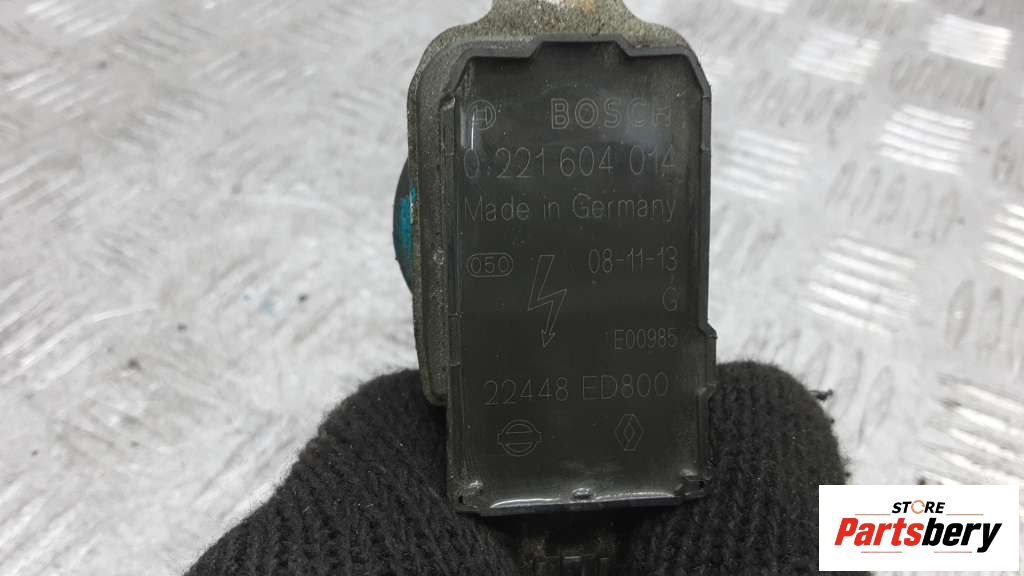 BOSCH
0 221 604 014
Made in Germany
050
08-11-13
G
E00985
22448 ED800
STORE
Partsbery